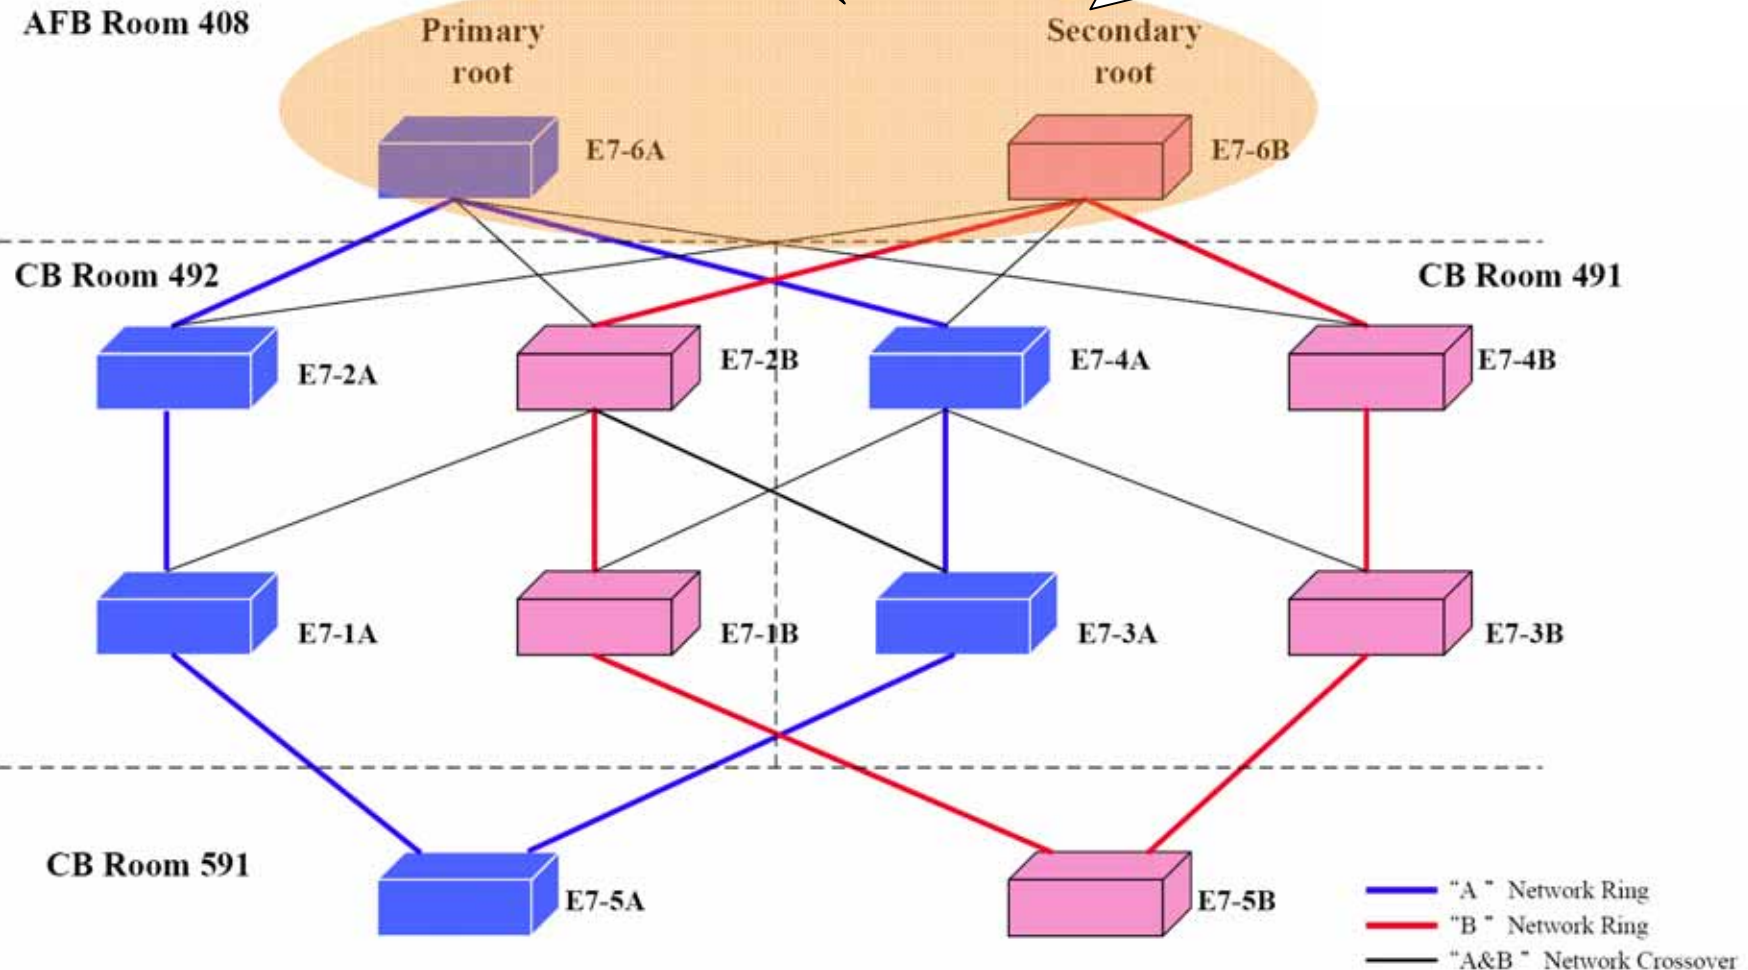 AFB Room 408
Primary
root
Secondary
root
E7-6A
E7-6B
CB Room 492
CB Room 491
E7-2A
E7-2B
E7-4A
E7-4B
E7-1A
E7-1B
E7-3A
E7-3B
CB Room 591
E7-5A
E7-5B
“A ” Network Ring
“B ” Network Ring
“A&B ” Network Crossover